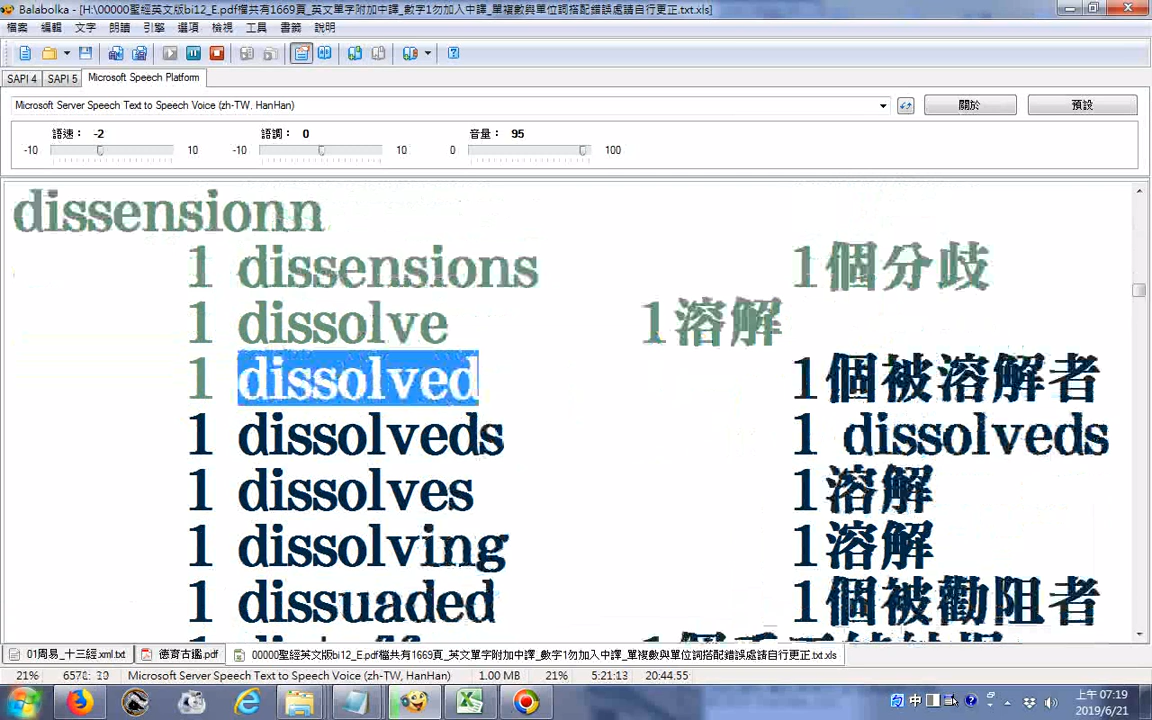 Balabolka - [H:\00000聖經英文版bi12_E.pdf檔共有1669頁_英文單字附加中譯_數字1勿加入中譯_單複數與單位詞搭配錯誤處請自行更正.txt.xls]
檔案 編輯 文字 朗讀 引擎 選項 檢視 工具 書籤 說明
SAPI 4 SAPI 5 Microsoft Speech Platform
Microsoft Server Speech Text to Speech Voice (zh-TW, HanHan) 關於 預設
語速： -2 語調： 0 音量： 95
-10 10 -10 10 0 100
dissensionn
1 dissensions 1個分歧
1 dissolve 1溶解
1 dissolved 1個被溶解者
1 dissolveds 1 dissolveds
1 dissolves 1溶解
1 dissolving 1溶解
1 dissuaded 1個被勸阻者
01周易_十三經.xml.txt 德育古鑑.pdf 00000聖經英文版bi12_E.pdf檔共有1669頁_英文單字附加中譯_數字1勿加入中譯_單複數與單位詞搭配錯誤處請自行更正.txt.xls
21% Microsoft Server Speech Text to Speech Voice (zh-TW, HanHan) 1.00 MB 21% 5:21:13 20:44.55
中 上午 07:19
2019/6/21